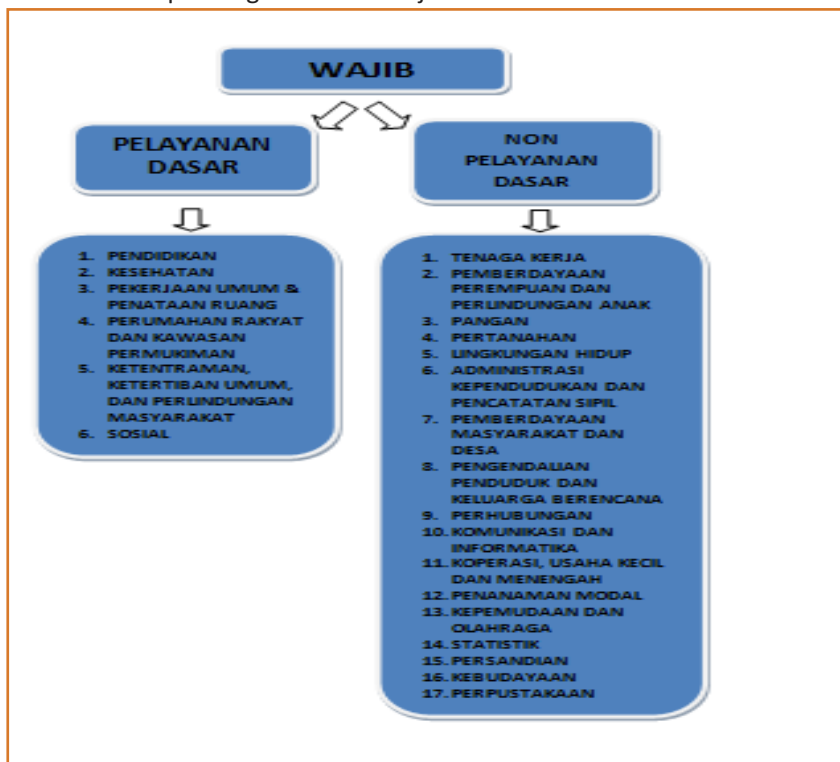 WAJIB
PELAYANAN
DASAR
NON
PELAYANAN
DASAR
1. PENDIDIKAN
2. KESEHATAN
3. PEKERJAAN UMUM &
PENATAAN RUANG
4. PERUMAHAN RAKYAT
DAN KAWASAN
PERMUKIMAN
5. KETENTRAMAN,
KETERTIBAN UMUM,
DAN PERLINDUNGAN
MASYARAKAT
6. SOSIAL
1. TENAGA KERJA
2. PEMBERDAYAAN
PEREMPUAN DAN
PERLINDUNGAN ANAK
3. PANGAN
4. PERTANAHAN
5. LINGKUNGAN HIDUP
6. ADMINISTRASI
KEPENDUDUKAN DAN
PENCATATAN SIPIL
7. PEMBERDAYAAN
MASYARAKAT DAN
DESA
8. PENGENDALIAN
PENDUDUK DAN
KELUARGA BERENCANA
9. PERHUBUNGAN
10. KOMUNIKASI DAN
INFORMATIKA
11. KOPERASI, USAHA KECIL
DAN MENENGAH
12. PENANAMAN MODAL
13. KEPEMUDAAN DAN
OLAHRAGA
14. STATISTIK
15. PERSANDIAN
16. KEBUDAYAAN
17. PERPUSTAKAAN